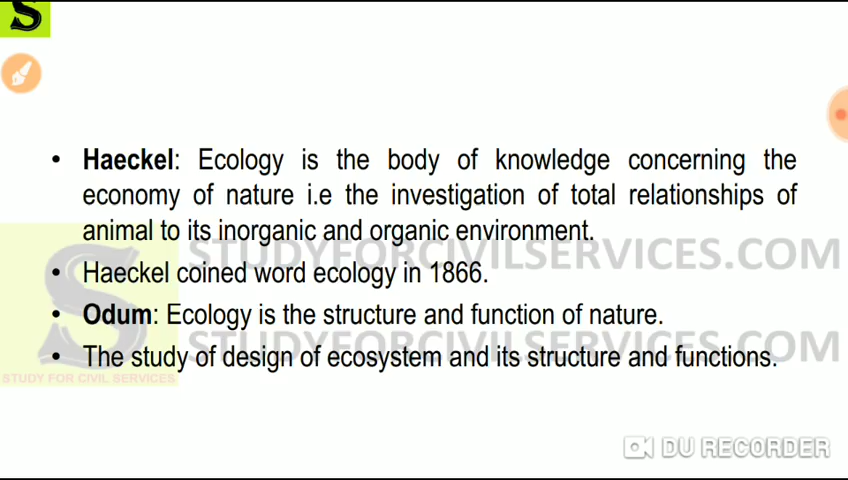 S
• Haeckel: Ecology is the body of knowledge concerning the
economy of nature i.e the investigation of total relationships of
animal to its inorganic and organic environment.
STUDYFORCIVILSERVICES.COM
• Haeckel coined word ecology in 1866.
• Odum: Ecology is the structure and function of nature.
STUDYFORCIVILSERVICES.COM
• The study of design of ecosystem and its structure and functions.
S
STUDY FOR CIVIL SERVICES
DU RECORDER